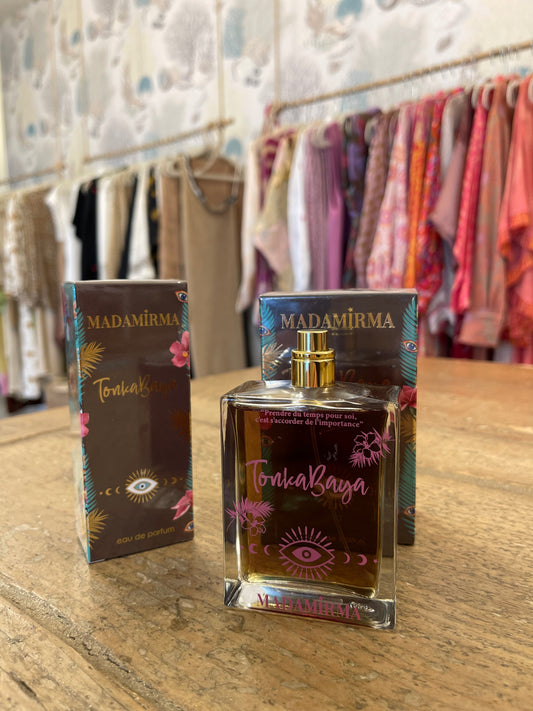 MADAMiRMA
TonkaBaya
eau de parfum
MADAMiRMA
"Prendre du temps pour soi,
c'est s'accorder de l'importance"
TonkaBaya
MADAMiRMA